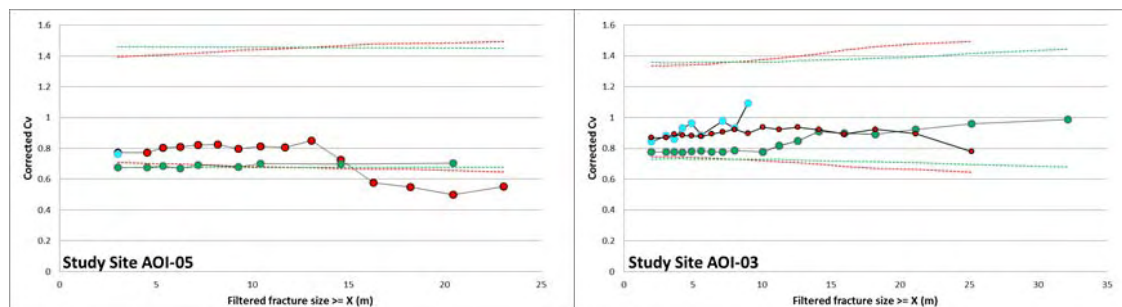 1.6
1.4
1.2
1
0.8
0.6
0.4
0.2
0
Corrected Cv
Study Site AOI-05
0 5 10 15 20 25
Filtered fracture size >= X (m)
1.6
1.4
1.2
1
0.8
0.6
0.4
0.2
0
Corrected Cv
Study Site AOI-03
0 5 10 15 20 25 30 35
Filtered fracture size >= X (m)